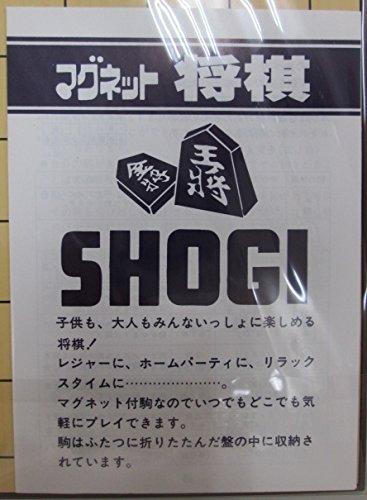 マグネット 将棋
王将
金将
SHOGI
子供も、大人もみんないっしょに楽しめる
将棋!
レジャーに、ホームパーティに、リラック
スタイムに…………………。
マグネット付駒なのでいつでもどこでも気
軽にプレイできます。
駒はふたつに折りたたんだ盤の中に収納さ
れています。